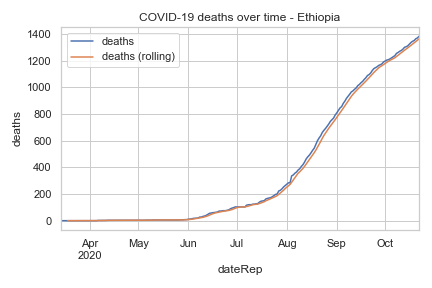 COVID-19 deaths over time - Ethiopia
deaths
deaths (rolling)
deaths
1400
1200
1000
800
600
400
200
0
Apr
2020
May
Jun
Jul
Aug
Sep
Oct
dateRep